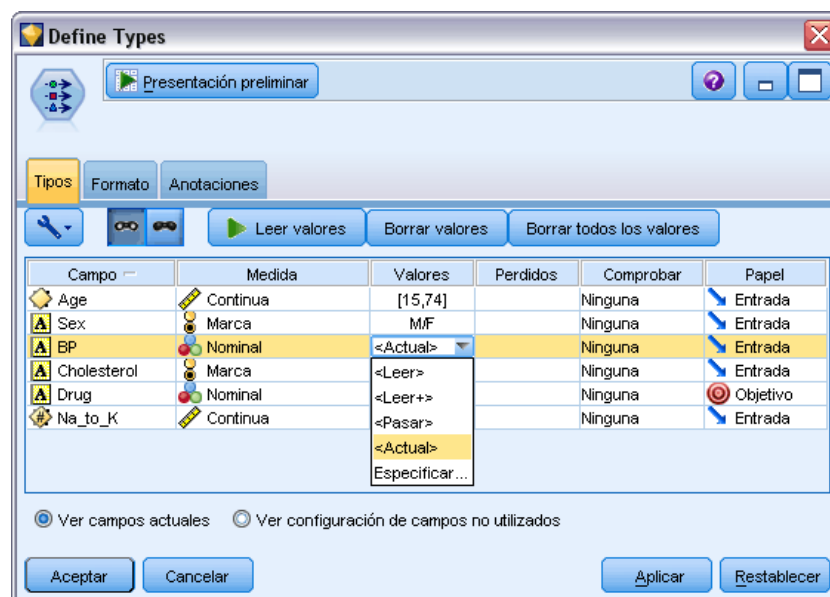 Define Types
Presentación preliminar
Tipos Formato Anotaciones
Leer valores Borrar valores Borrar todos los valores
Campo Medida Valores Perdidos Comprobar Papel
Age Continua [15,74] Ninguna Entrada
A Sex Marca M/F Ninguna Entrada
A BP Nominal <Actual> Ninguna Entrada
A Cholesterol Marca <Leer> Ninguna Entrada
A Drug Nominal <Leer+> Ninguna Objetivo
# Na_to_K Continua <Pasar> Ninguna Entrada
<Actual>
Especificar...
Ver campos actuales Ver configuración de campos no utilizados
Aceptar Cancelar Aplicar Restablecer